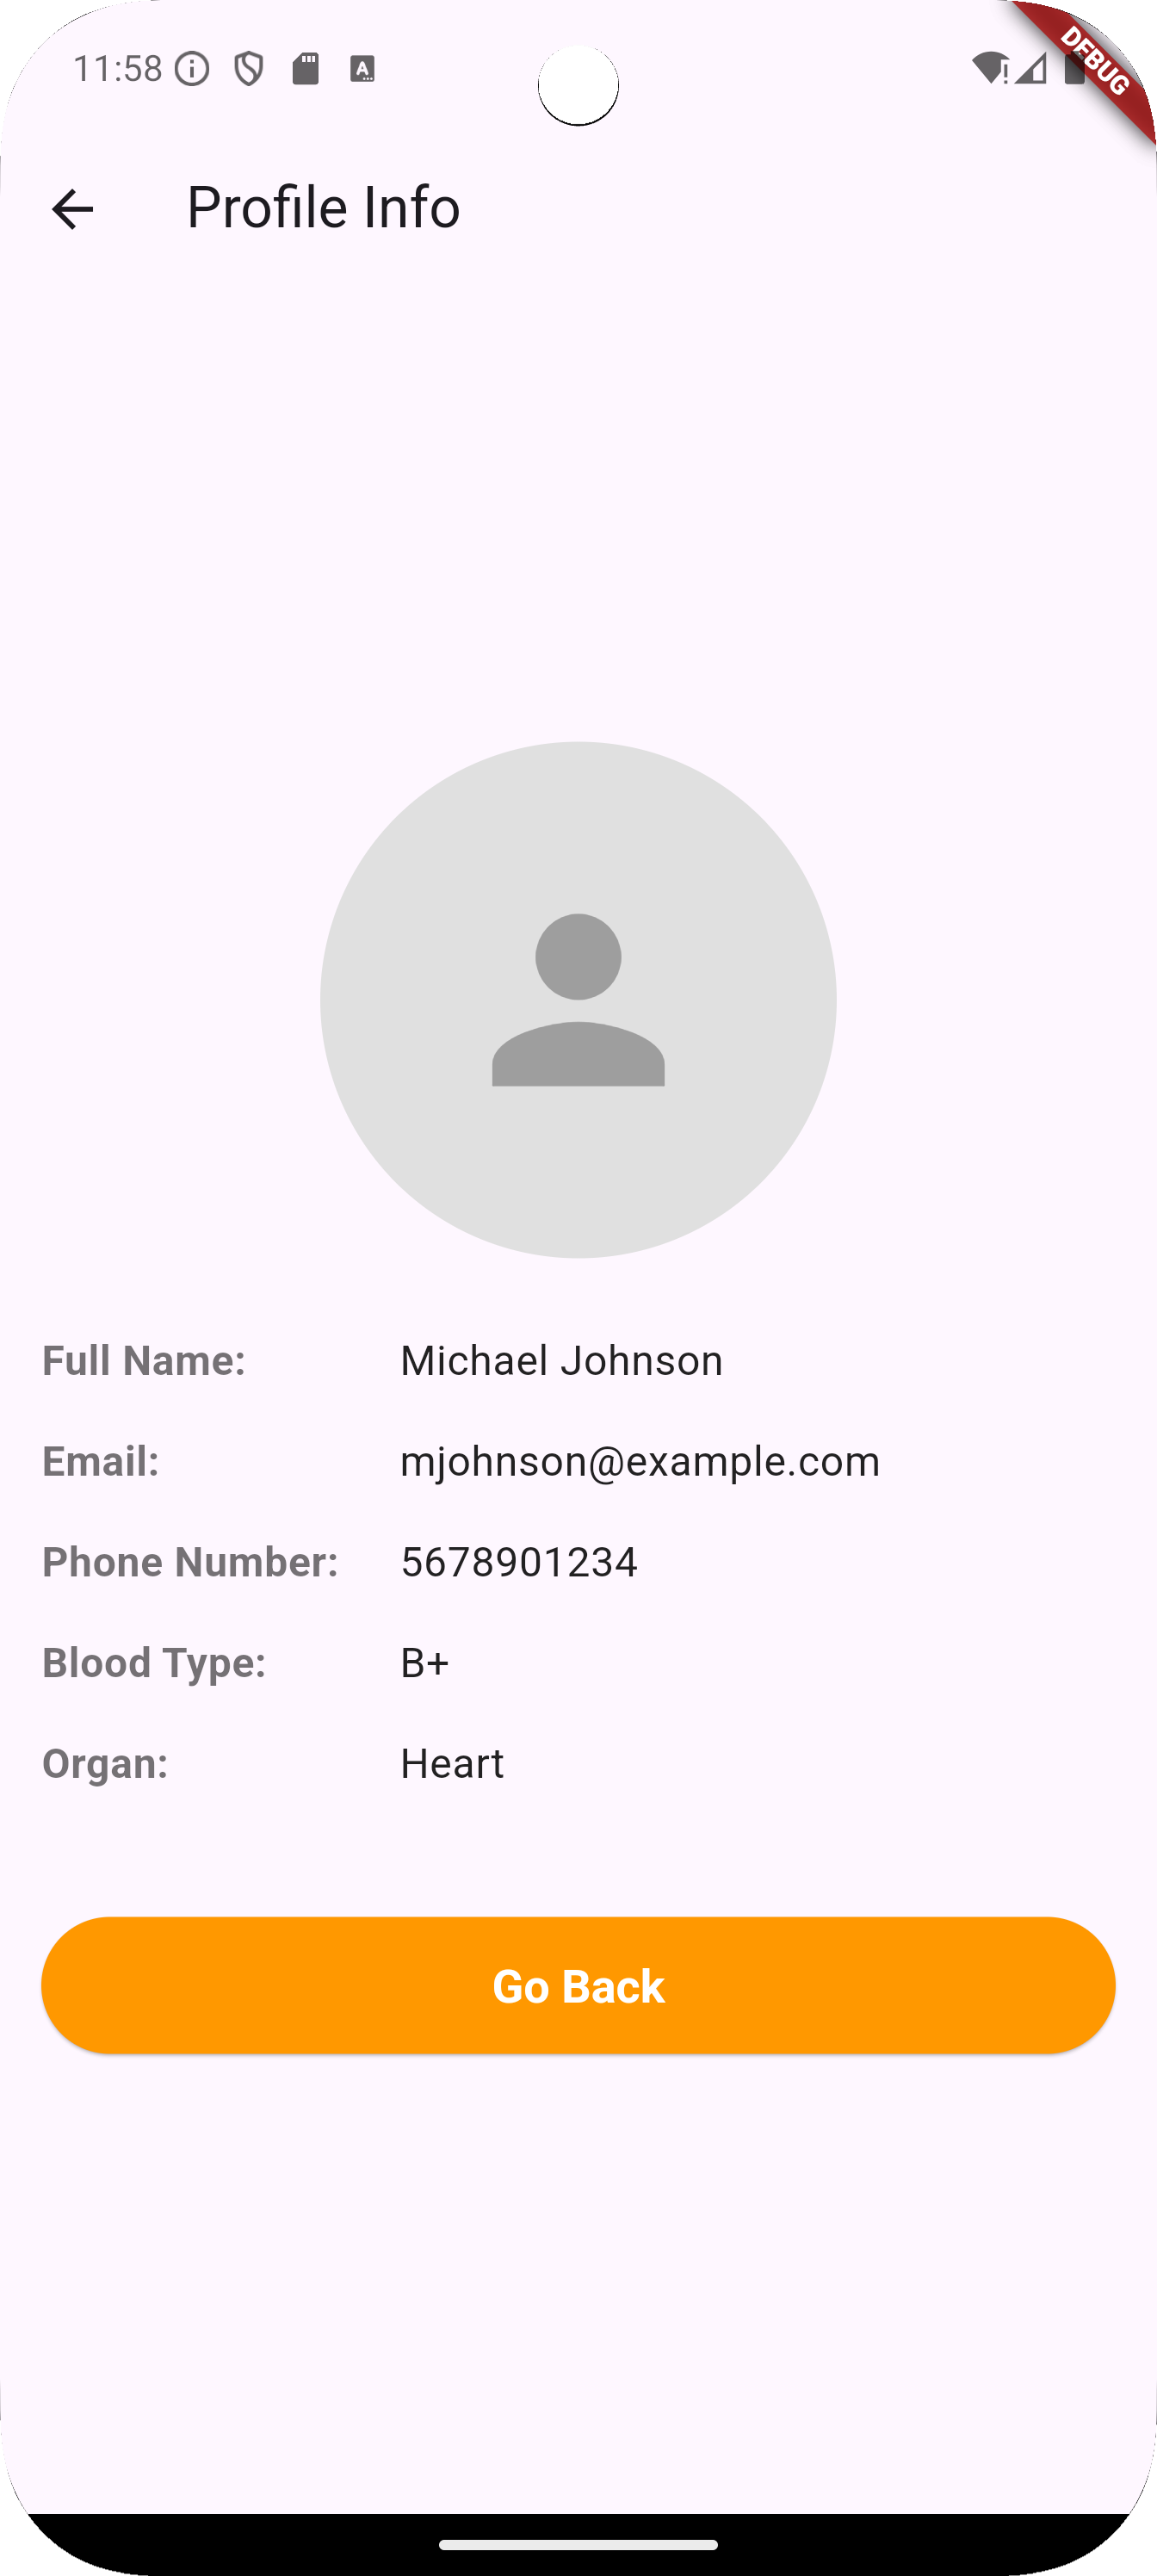 11:58
DEBUG
Profile Info
Full Name: Michael Johnson
Email: mjohnson@example.com
Phone Number: 5678901234
Blood Type: B+
Organ: Heart
Go Back